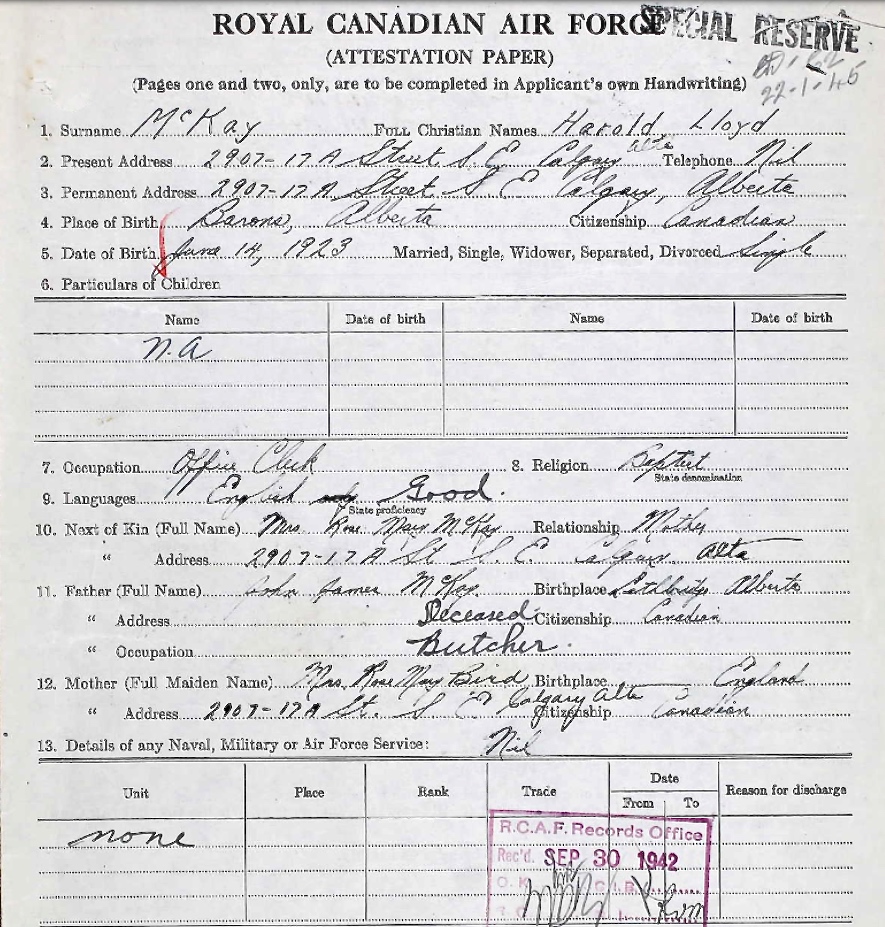 ROYAL CANADIAN AIR FORCE SPECIAL RESERVE
(ATTESTATION PAPER)
(Pages one and two, only, are to be completed in Applicant's own Handwriting)
22-1-45
1. Surname McKay FULL Christian Names Harold Lloyd
2. Present Address 2907-17 A Street S.E. Calgary Alta Telephone Nil
3. Permanent Address 2907-17 A Street S E Calgary, Alberta
4. Place of Birth Barons, Alberta Citizenship Canadian
5. Date of Birth June 14, 1923 Married, Single, Widower, Separated, Divorced Single
6. Particulars of Children
Name Date of birth Name Date of birth
N.A
7. Occupation Office Clerk 8. Religion Baptist
State denomination
9. Languages English Good.
State proficiency
10. Next of Kin (Full Name) Mrs. Rose May McKay Relationship Mother
" Address 2907-17 A St S. E. Calgary Alta
11. Father (Full Name) John James McKay Birthplace Lethbridge Alberta
" Address Deceased Citizenship Canadian
" Occupation Butcher.
12. Mother (Full Maiden Name) Mrs. Rose May Bird Birthplace England
" Address 2907-17A St. S E Calgary Alta Citizenship Canadian
13. Details of any Naval, Military or Air Force Service: Nil
Unit Place Rank Trade Date Reason for discharge
From To
none
R.C.A.F. Records Office
Rec'd. SEP 30 1942